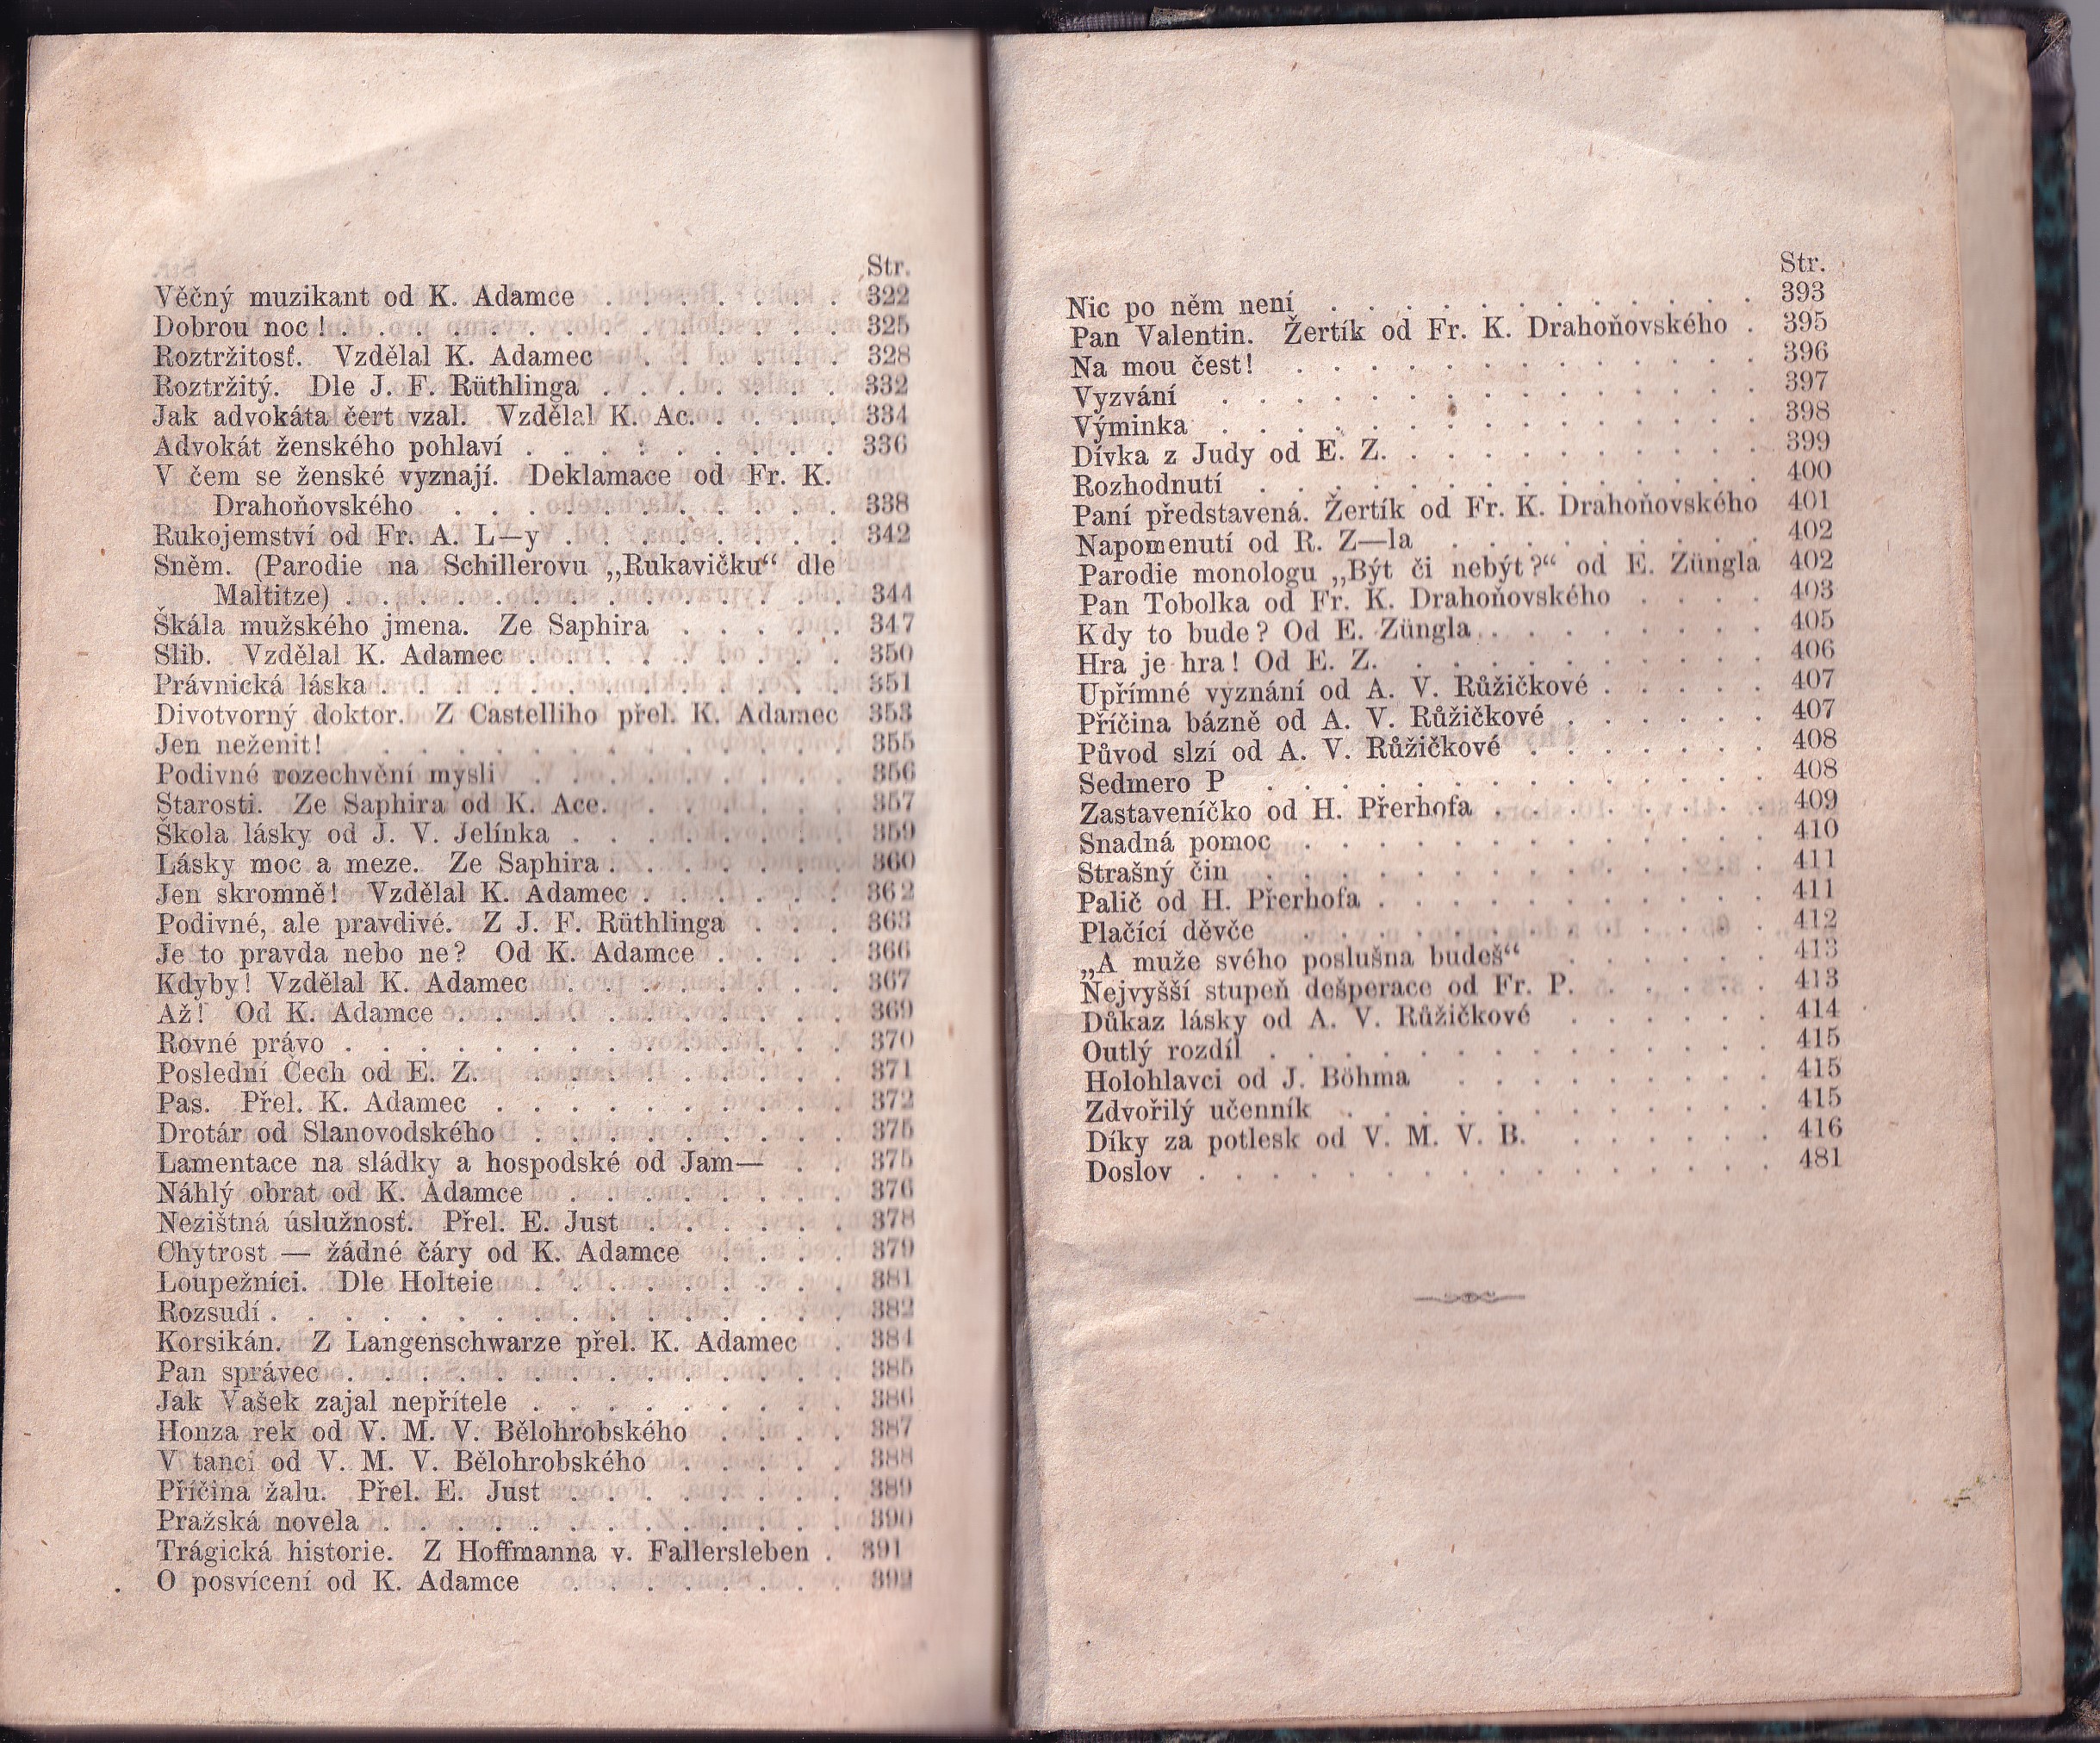 Str.
Věčný muzikant od K. Adamce . . . . . . . 322
Dobrou noc! . . . . . . . . . . . . . . 325
Roztržitosť. Vzdělal K. Adamec . . . . . . 328
Roztržitý. Dle J. F. Rüthlinga . . . . . . . 332
Jak advokáta čert vzal. Vzdělal K. Ac. . . . . 334
Advokát ženského pohlaví . . . . . . . . . 336
V čem se ženské vyznají. Deklamace od Fr. K.
Drahoňovského . . . . . . . . . . . 338
Rukojemství od Fr. A. L—y . . . . . . . . 342
Sněm. (Parodie na Schillerovu „Rukavičku“ dle
Maltitze) . . . . . . . . . . . . . . 344
Škála mužského jmena. Ze Saphira . . . . . 347
Slib. Vzdělal K. Adamec . . . . . . . . . 350
Právnická láska . . . . . . . . . . . . . 351
Divotvorný doktor. Z Castelliho přel. K. Adamec 353
Jen neženit! . . . . . . . . . . . . . . 355
Podivné rozechvění mysli . . . . . . . . . 356
Starosti. Ze Saphira od K. Ace. . . . . . . 357
Škola lásky od J. V. Jelínka . . . . . . . . 359
Lásky moc a meze. Ze Saphira . . . . . . . 360
Jen skromně! Vzdělal K. Adamec . . . . . . 362
Podivné, ale pravdivé. Z J. F. Rüthlinga . . . 363
Je to pravda nebo ne? Od K. Adamce . . . . 366
Kdyby! Vzdělal K. Adamec . . . . . . . . 367
Až! Od K. Adamce . . . . . . . . . . . 369
Rovné právo . . . . . . . . . . . . . . 370
Poslední Čech od E. Z. . . . . . . . . . . 371
Pas. Přel. K. Adamec . . . . . . . . . . 372
Drotár od Slanovodského . . . . . . . . . 375
Lamentace na sládky a hospodské od Jam— . . 375
Náhlý obrat od K. Adamce . . . . . . . . 376
Nezištná úslužnosť. Přel. E. Just . . . . . . 378
Chytrost — žádné čáry od K. Adamce . . . . 379
Loupežníci. Dle Holteie . . . . . . . . . 381
Rozsudí . . . . . . . . . . . . . . . . 382
Korsikán. Z Langenschwarze přel. K. Adamec . 384
Pan správec . . . . . . . . . . . . . . 385
Jak Vašek zajal nepřítele . . . . . . . . . 386
Honza rek od V. M. V. Bělohrobského . . . . 387
V tanci od V. M. V. Bělohrobského . . . . . 388
Příčina žalu. Přel. E. Just . . . . . . . . 389
Pražská novela . . . . . . . . . . . . . 390
Trágická historie. Z Hoffmanna v. Fallersleben . 391
O posvícení od K. Adamce . . . . . . . . 392
Str.
Nic po něm není . . . . . . . . . . . . 393
Pan Valentin. Žertík od Fr. K. Drahoňovského . 395
Na mou čest! . . . . . . . . . . . . . 396
Vyzvání . . . . . . . . . . . . . . . 397
Výminka . . . . . . . . . . . . . . . 398
Dívka z Judy od E. Z. . . . . . . . . . . 399
Rozhodnutí . . . . . . . . . . . . . . 400
Paní představená. Žertík od Fr. K. Drahoňovského 401
Napomenutí od R. Z—la . . . . . . . . . 402
Parodie monologu „Být či nebýt?“ od E. Züngla 402
Pan Tobolka od Fr. K. Drahoňovského . . . . 403
Kdy to bude? Od E. Züngla . . . . . . . . 405
Hra je hra! Od E. Z. . . . . . . . . . . 406
Upřímné vyznání od A. V. Růžičkové . . . . . 407
Příčina bázně od A. V. Růžičkové . . . . . . 407
Původ slzí od A. V. Růžičkové . . . . . . . 408
Sedmero P . . . . . . . . . . . . . . 408
Zastaveníčko od H. Přerhofa . . . . . . . . 409
Snadná pomoc . . . . . . . . . . . . . 410
Strašný čin . . . . . . . . . . . . . . 411
Palič od H. Přerhofa . . . . . . . . . . . 411
Plačící děvče . . . . . . . . . . . . . 412
„A muže svého poslušna budeš“ . . . . . . 413
Nejvyšší stupeň dešperace od Fr. P. . . . . . 413
Důkaz lásky od A. V. Růžičkové . . . . . . 414
Outlý rozdíl . . . . . . . . . . . . . . 415
Holohlavci od J. Böhma . . . . . . . . . 415
Zdvořilý učenník . . . . . . . . . . . . 415
Díky za potlesk od V. M. V. B. . . . . . . 416
Doslov . . . . . . . . . . . . . . . . 481